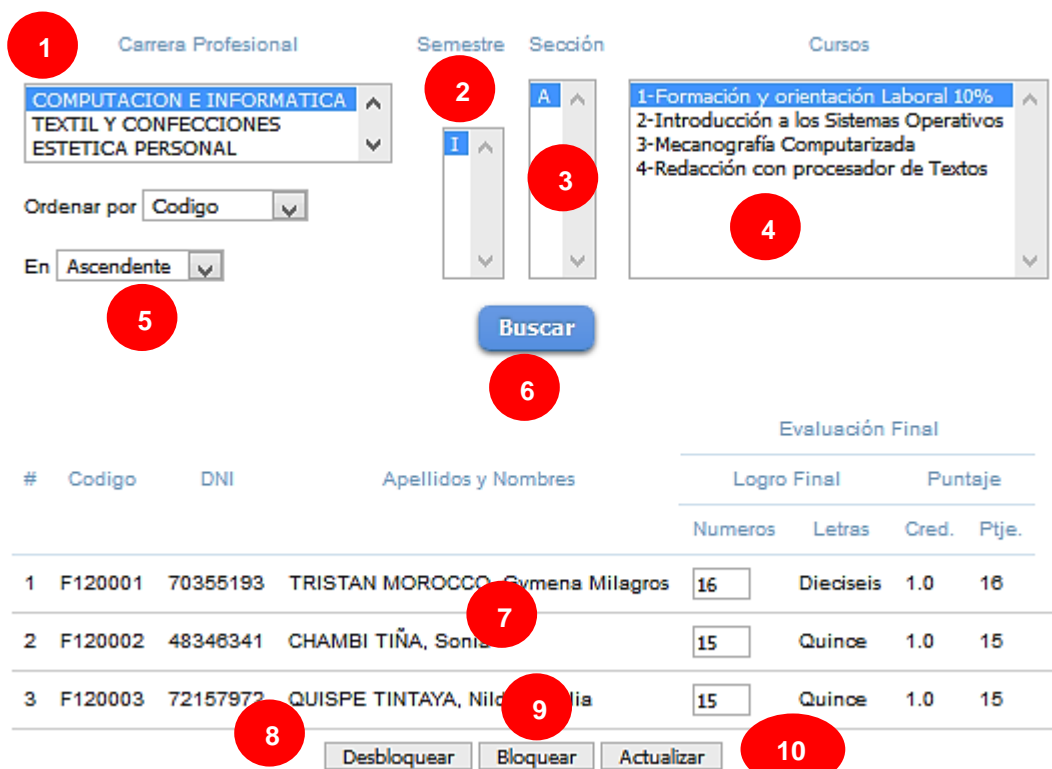 1 Carrera Profesional Semestre Sección Cursos
2
COMPUTACION E INFORMATICA
TEXTIL Y CONFECCIONES
ESTETICA PERSONAL
I
A
3
1-Formación y orientación Laboral 10%
2-Introducción a los Sistemas Operativos
3-Mecanografía Computarizada
4-Redacción con procesador de Textos
4
Ordenar por Codigo
En Ascendente
5
Buscar
6
Evaluación Final
# Codigo DNI Apellidos y Nombres Logro Final Puntaje
Numeros Letras Cred. Ptje.
1 F120001 70355193 TRISTAN MOROCCO, Gymena Milagros 16 Dieciseis 1.0 16
7
2 F120002 48346341 CHAMBI TIÑA, 15 Quince 1.0 15
3 F120003 72157972 QUISPE TINTAYA, 15 Quince 1.0 15
8 9
Desbloquear Bloquear Actualizar 10